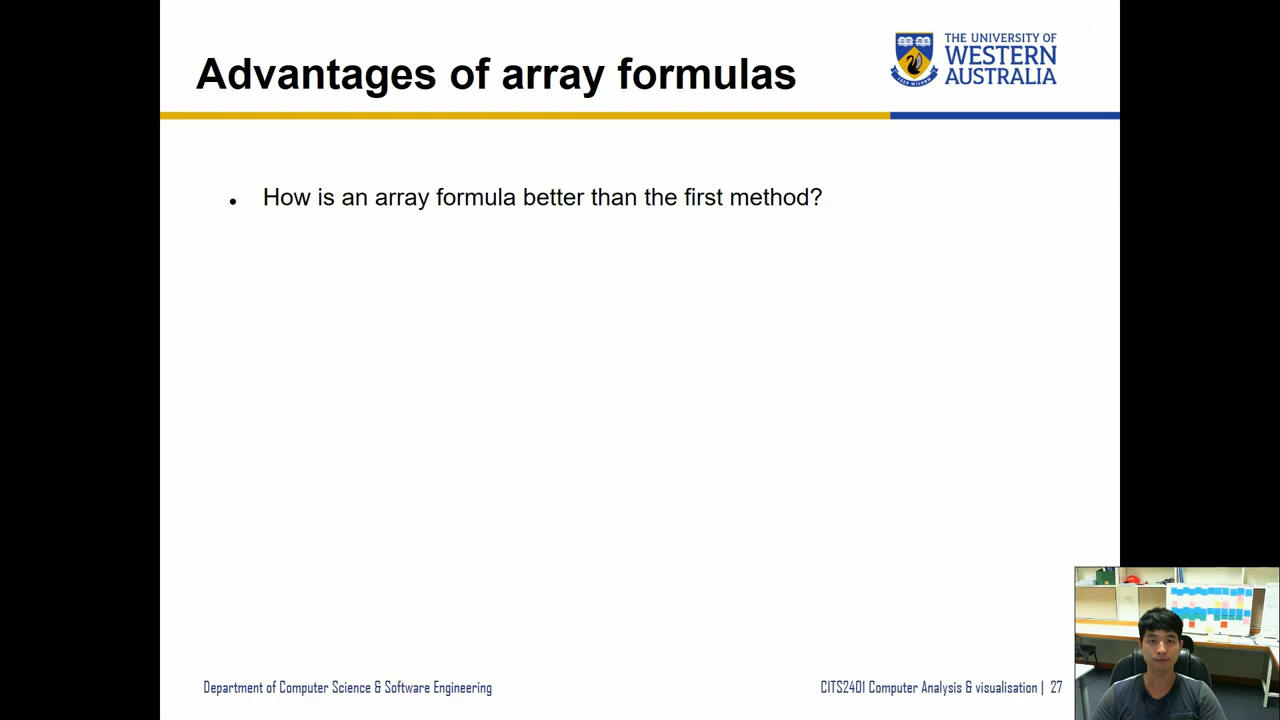 Advantages of array formulas
THE UNIVERSITY OF
WESTERN
AUSTRALIA
• How is an array formula better than the first method?
Department of Computer Science & Software Engineering
CITS2401 Computer Analysis & visualisation | 27